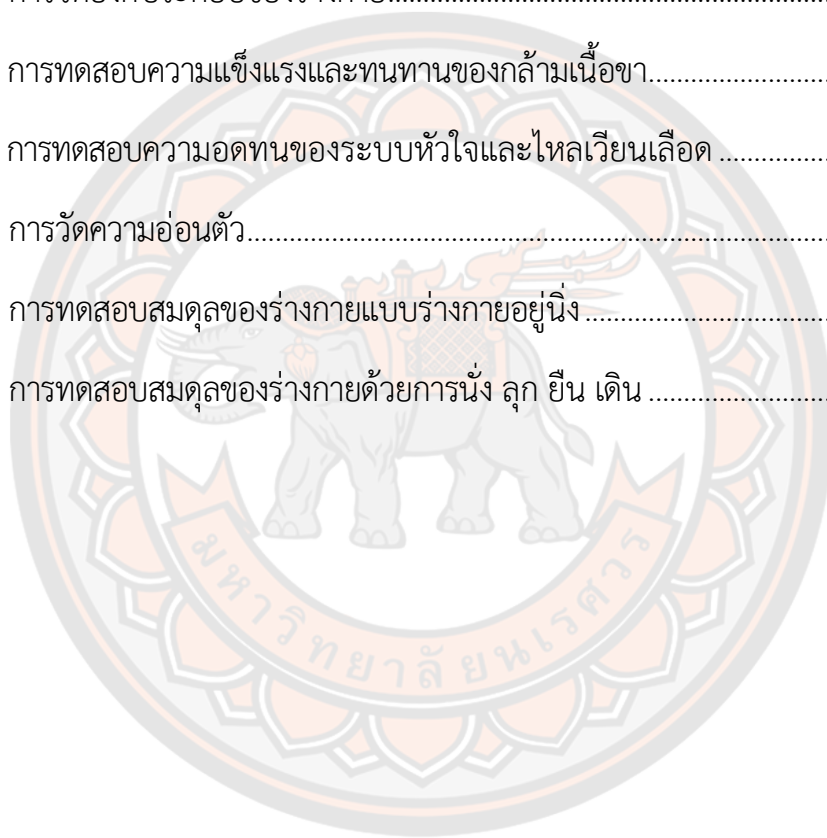 การทดสอบความแข็งแรงและทนทานของกล้ามเนื้อขา
การทดสอบความอดทนของระบบหัวใจและไหลเวียนเลือด
การวัดความอ่อนตัว
การทดสอบสมดุลของร่างกายแบบร่างกายอยู่นิ่ง
การทดสอบสมดุลของร่างกายด้วยการนั่ง ลุก ยืน เดิน
มหาวิทยาลัยนเรศวร